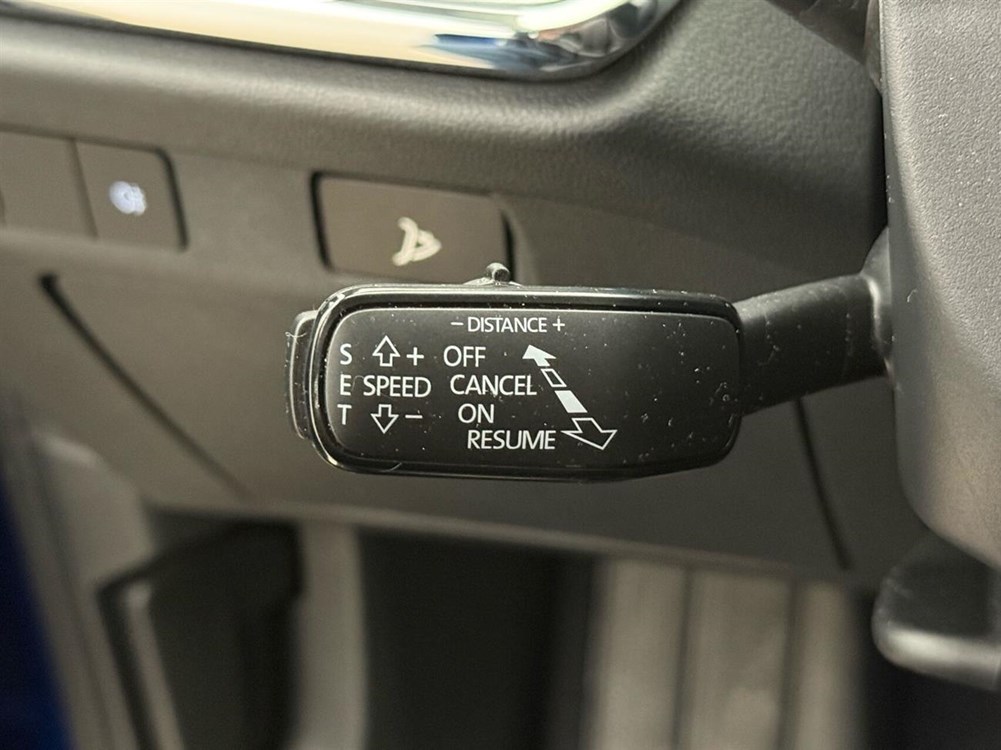 - DISTANCE +
S + OFF
E SPEED CANCEL
T - ON
RESUME